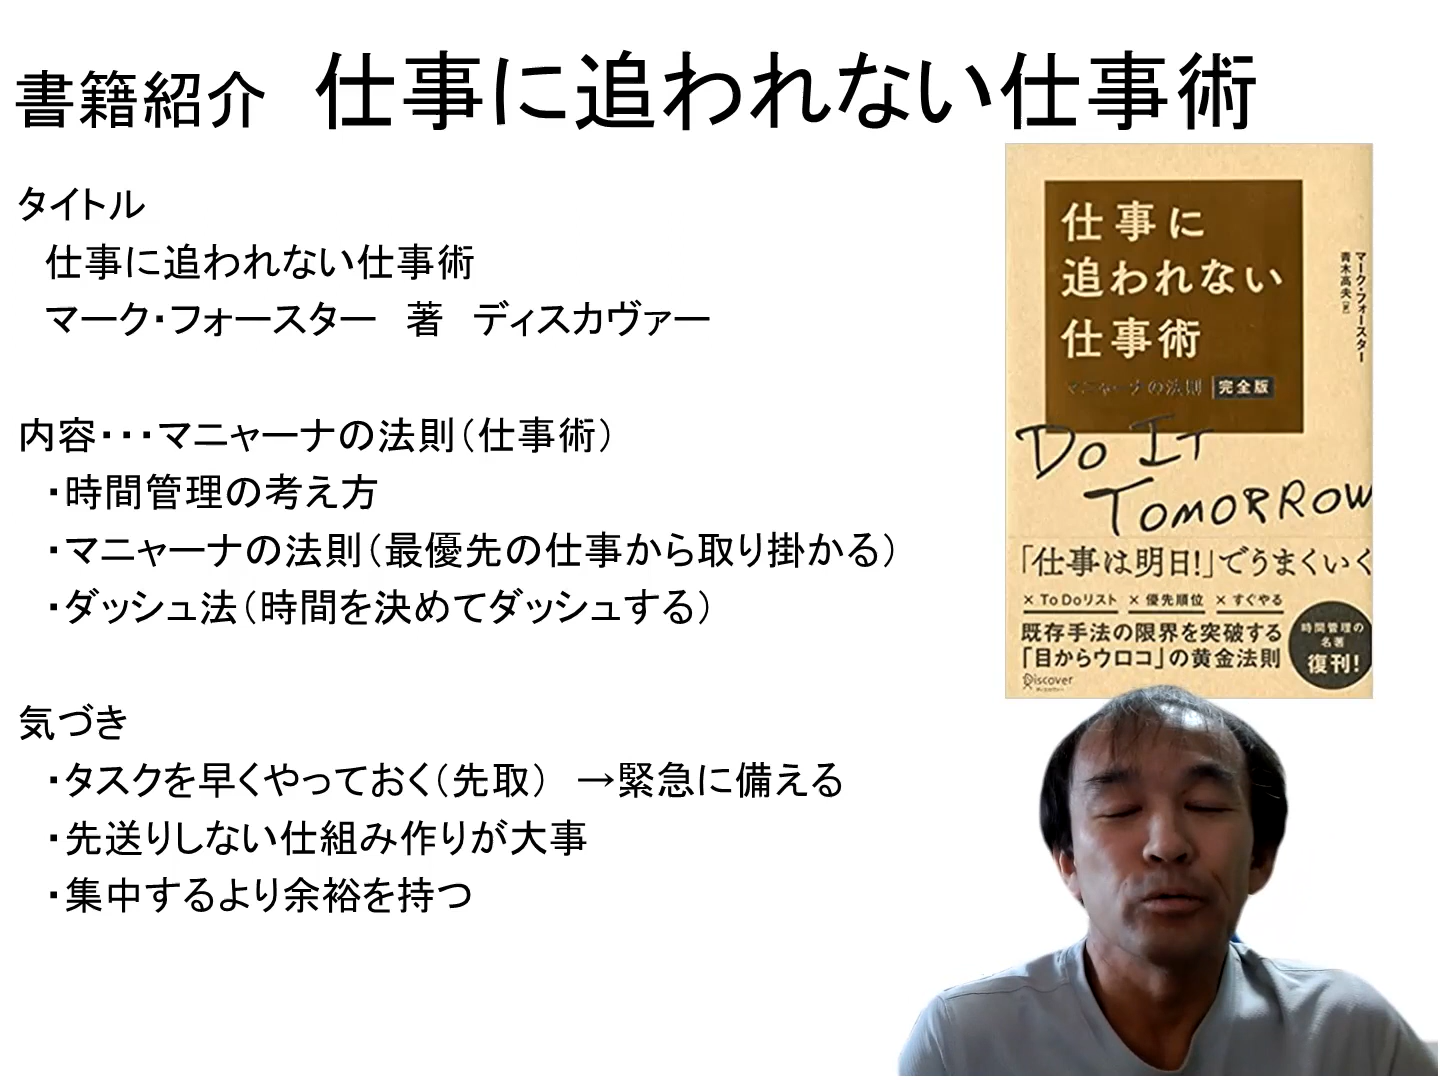 書籍紹介　仕事に追われない仕事術
タイトル
仕事に追われない仕事術
マーク・フォースター　著　ディスカヴァー
内容・・・マニャーナの法則（仕事術）
・時間管理の考え方
・マニャーナの法則（最優先の仕事から取り掛かる）
・ダッシュ法（時間を決めてダッシュする）
気づき
・タスクを早くやっておく（先取）　→緊急に備える
・先送りしない仕組み作りが大事
・集中するより余裕を持つ
仕事に
追われない
仕事術
マニャーナの法則 完全版
マーク・フォースター
青木高夫［訳］
DO IT
TOMORROW
「仕事は明日!」でうまくいく
×To Doリスト ×優先順位 ×すぐやる
既存手法の限界を突破する
「目からウロコ」の黄金法則
時間管理の
名著
復刊!
Discover